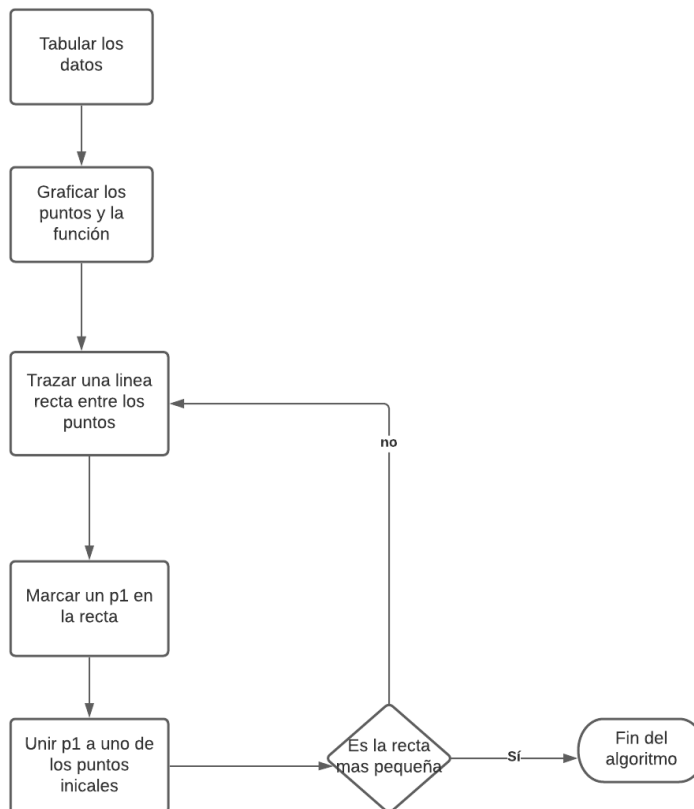 Tabular los
datos
Graficar los
puntos y la
función
Trazar una linea
recta entre los
puntos
no
Marcar un p1 en
la recta
Unir p1 a uno de
los puntos
inicales
Es la recta
mas pequeña
Sí
Fin del
algoritmo